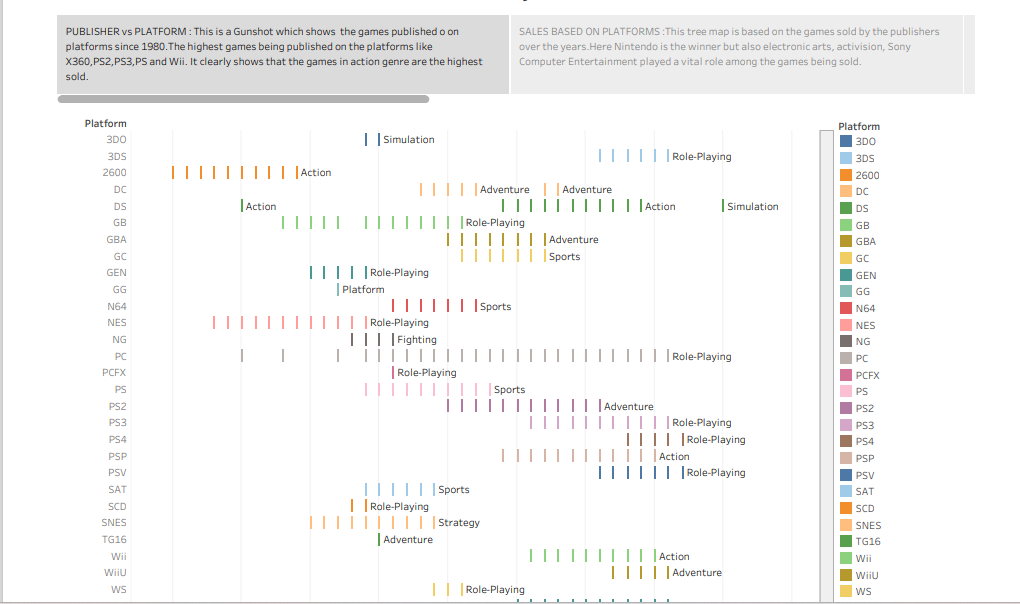 PUBLISHER vs PLATFORM : This is a Gunshot which shows  the games published o on
platforms since 1980.The highest games being published on the platforms like
X360,PS2,PS3,PS and Wii. It clearly shows that the games in action genre are the highest
sold.
SALES BASED ON PLATFORMS :This tree map is based on the games sold by the publishers
over the years.Here Nintendo is the winner but also electronic arts, activision, Sony
Computer Entertainment played a vital role among the games being sold.
Platform
3DO Simulation
3DS Role-Playing
2600 Action
DC Adventure Adventure
DS Action Action Simulation
GB Role-Playing
GBA Adventure
GC Sports
GEN Role-Playing
GG Platform
N64 Sports
NES Role-Playing
NG Fighting
PC Role-Playing
PCFX Role-Playing
PS Sports
PS2 Adventure
PS3 Role-Playing
PS4 Role-Playing
PSP Action
PSV Role-Playing
SAT Sports
SCD Role-Playing
SNES Strategy
TG16 Adventure
Wii Action
WiiU Adventure
WS Role-Playing
Platform
3DO
3DS
2600
DC
DS
GB
GBA
GC
GEN
GG
N64
NES
NG
PC
PCFX
PS
PS2
PS3
PS4
PSP
PSV
SAT
SCD
SNES
TG16
Wii
WiiU
WS